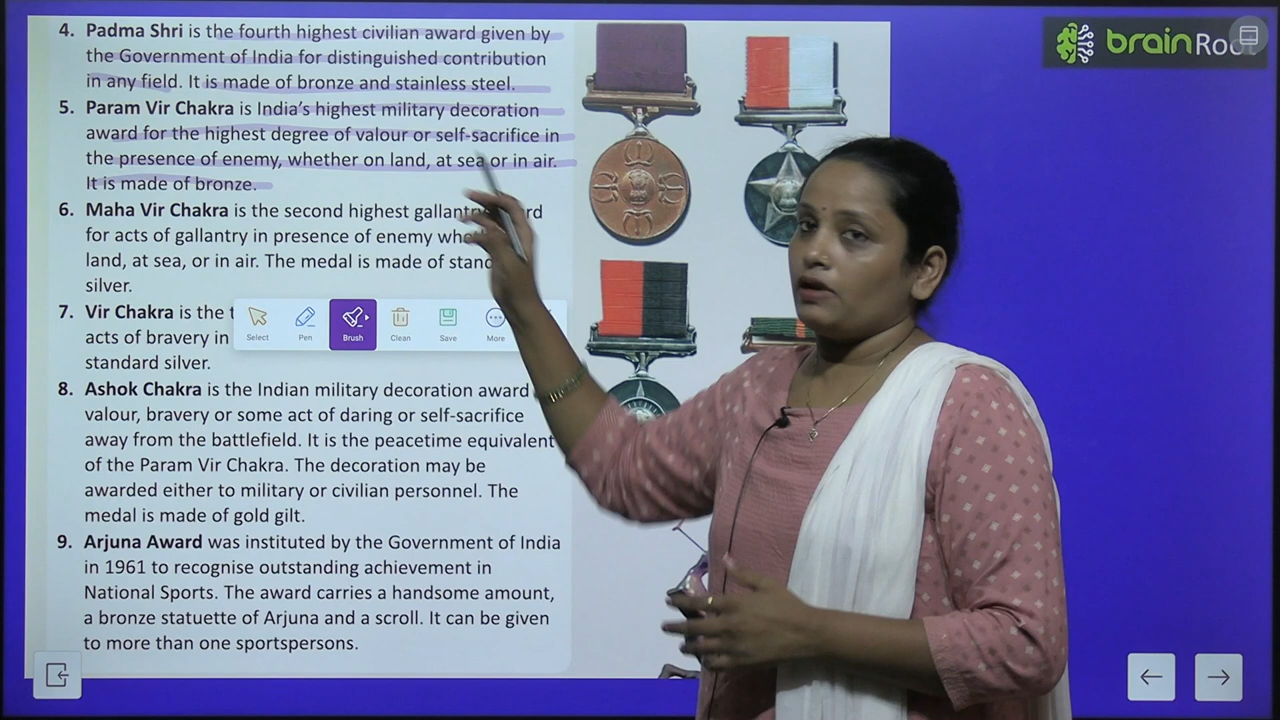 4. Padma Shri is the fourth highest civilian award given by
the Government of India for distinguished contribution
in any field. It is made of bronze and stainless steel.
5. Param Vir Chakra is India's highest military decoration
award for the highest degree of valour or self-sacrifice in
the presence of enemy, whether on land, at sea or in air.
It is made of bronze.
6. Maha Vir Chakra is the second highest
for acts of gallantry in presence of enemy
land, at sea, or in air. The medal is made of
silver.
7. Vir Chakra is the
acts of bravery in
standard silver.
Select Pen Brush Clean Save More
8. Ashok Chakra is the Indian military decoration award
valour, bravery or some act of daring or self-sacrifice
away from the battlefield. It is the peacetime equivalent
of the Param Vir Chakra. The decoration may be
awarded either to military or civilian personnel. The
medal is made of gold gilt.
9. Arjuna Award was instituted by the Government of India
in 1961 to recognise outstanding achievement in
National Sports. The award carries a handsome amount,
a bronze statuette of Arjuna and a scroll. It can be given
to more than one sportspersons.
brain